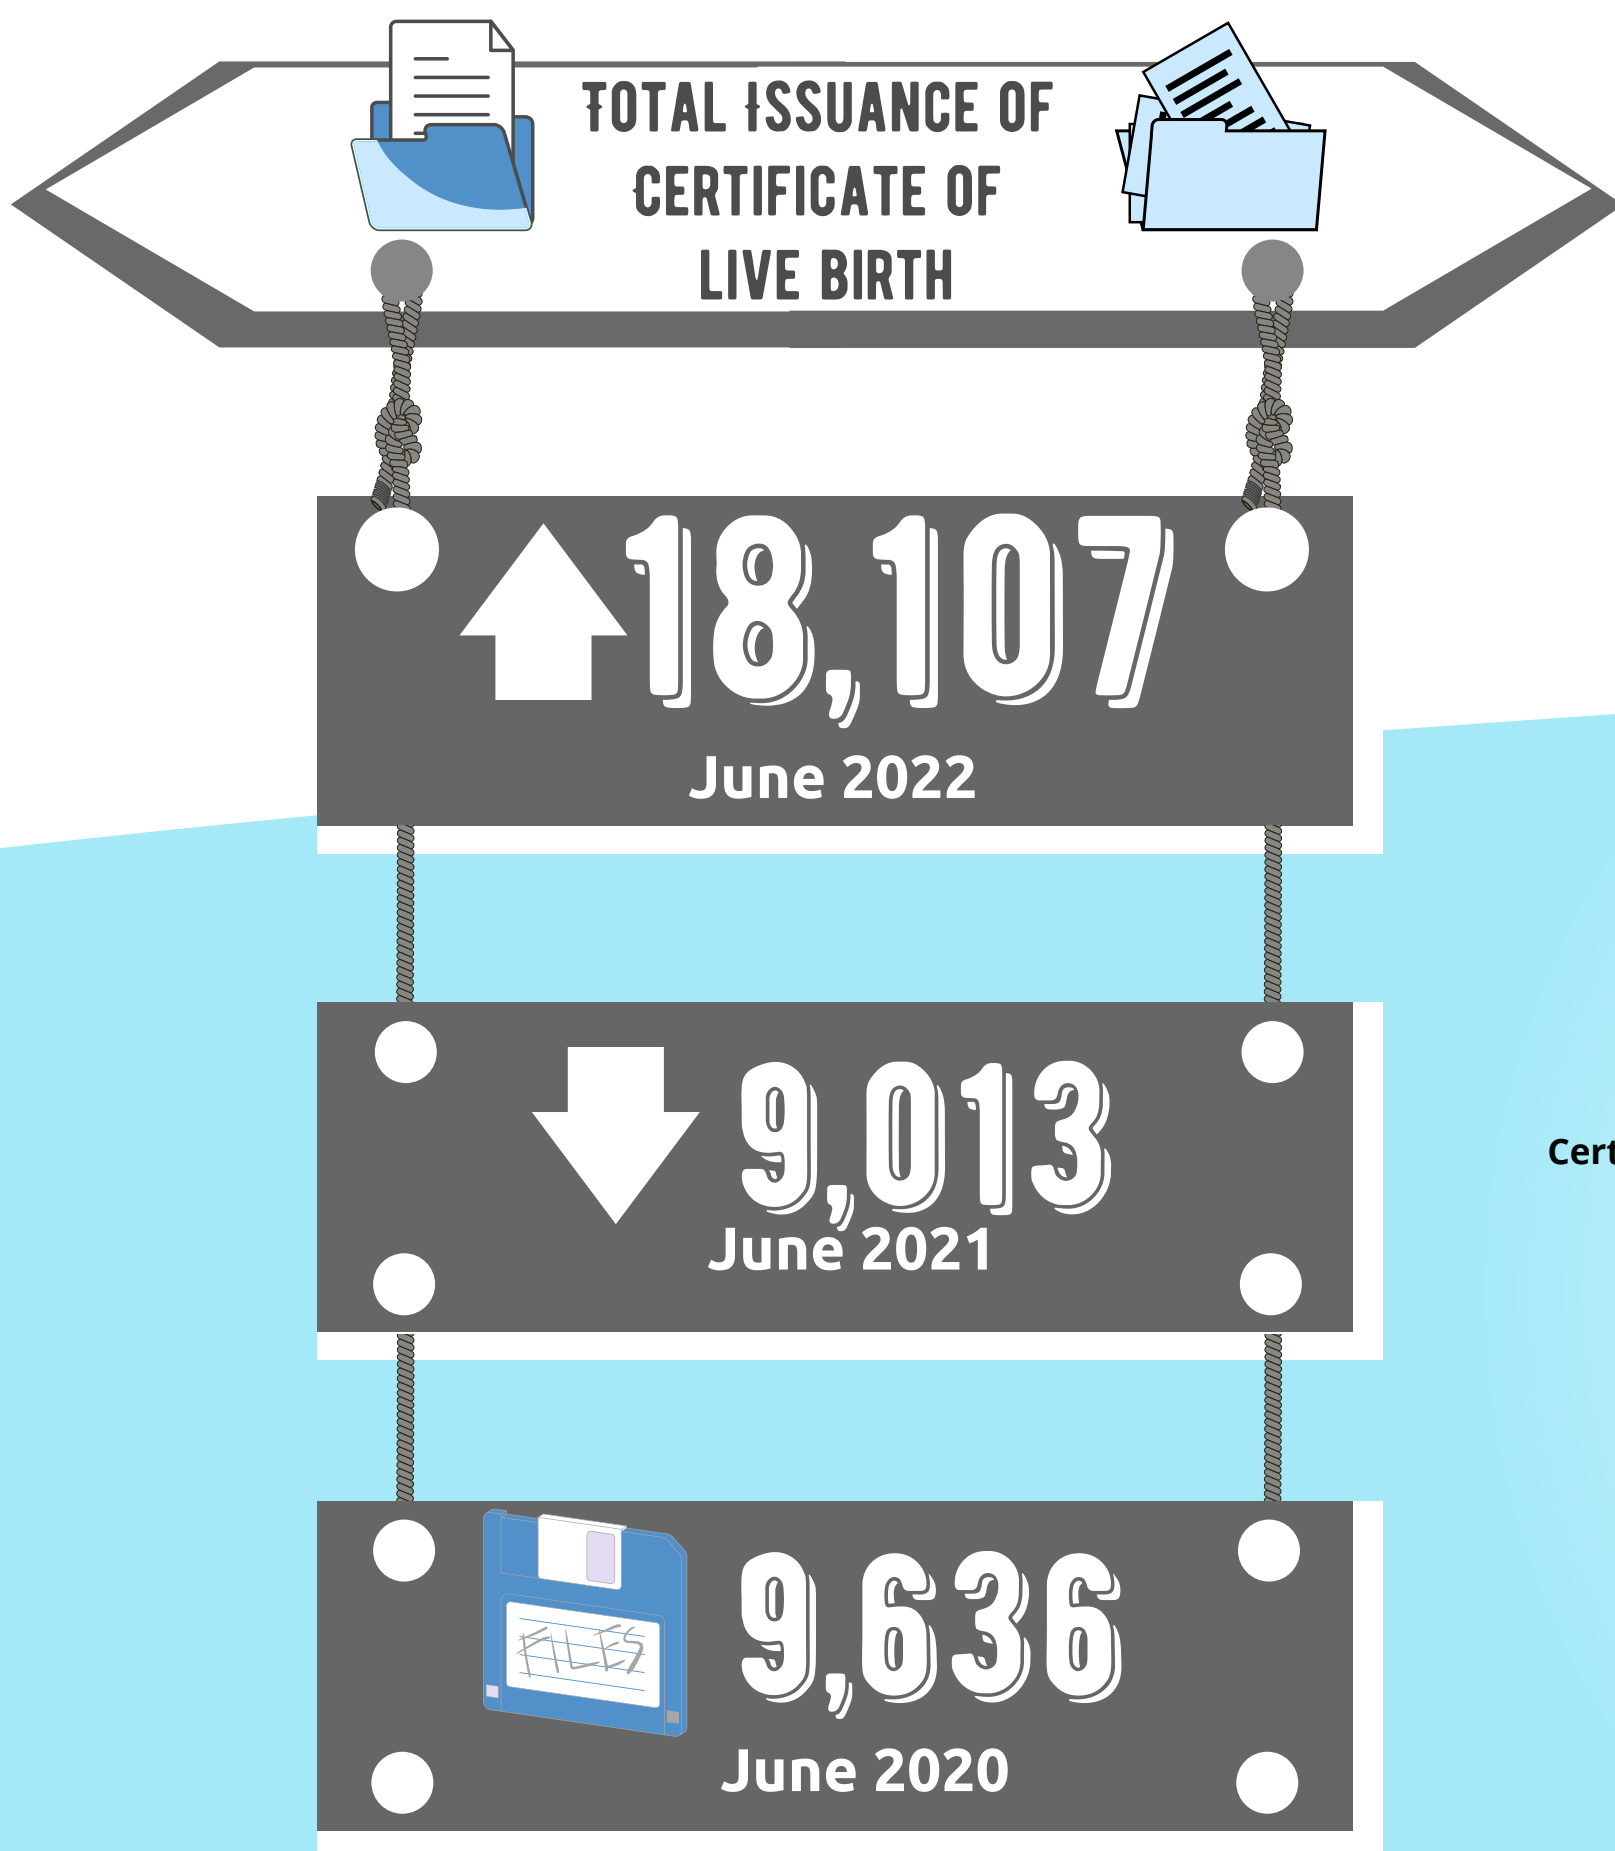 Total Issuance of
Certificate of
Live Birth
18,107
June 2022
9,013
June 2021
Cert
FILES
9,636
June 2020